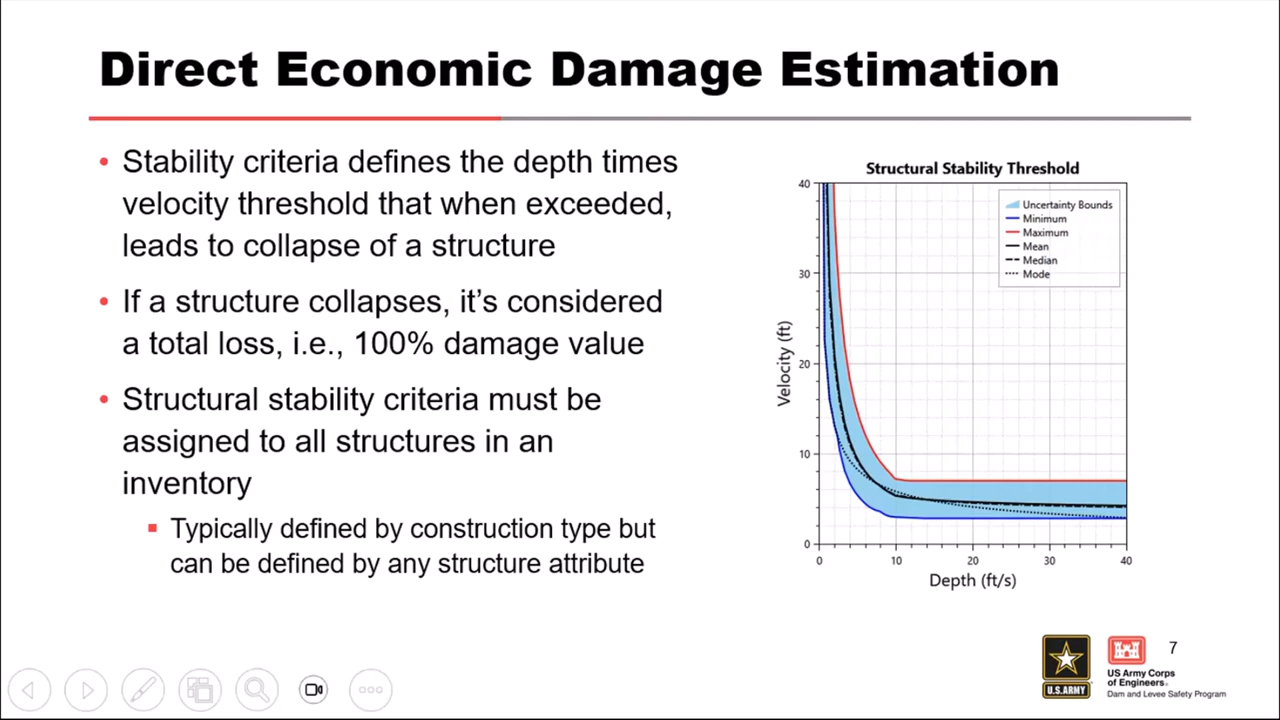 Direct Economic Damage Estimation
• Stability criteria defines the depth times
velocity threshold that when exceeded,
leads to collapse of a structure
• If a structure collapses, it’s considered
a total loss, i.e., 100% damage value
• Structural stability criteria must be
assigned to all structures in an
inventory
▪ Typically defined by construction type but
can be defined by any structure attribute
Structural Stability Threshold
Uncertainty Bounds
Minimum
Maximum
Mean
Median
Mode
40
30
20
10
0
Velocity (ft)
0 10 20 30 40
Depth (ft/s)
U.S.ARMY
US Army Corps
of Engineers®
Dam and Levee Safety Program
7